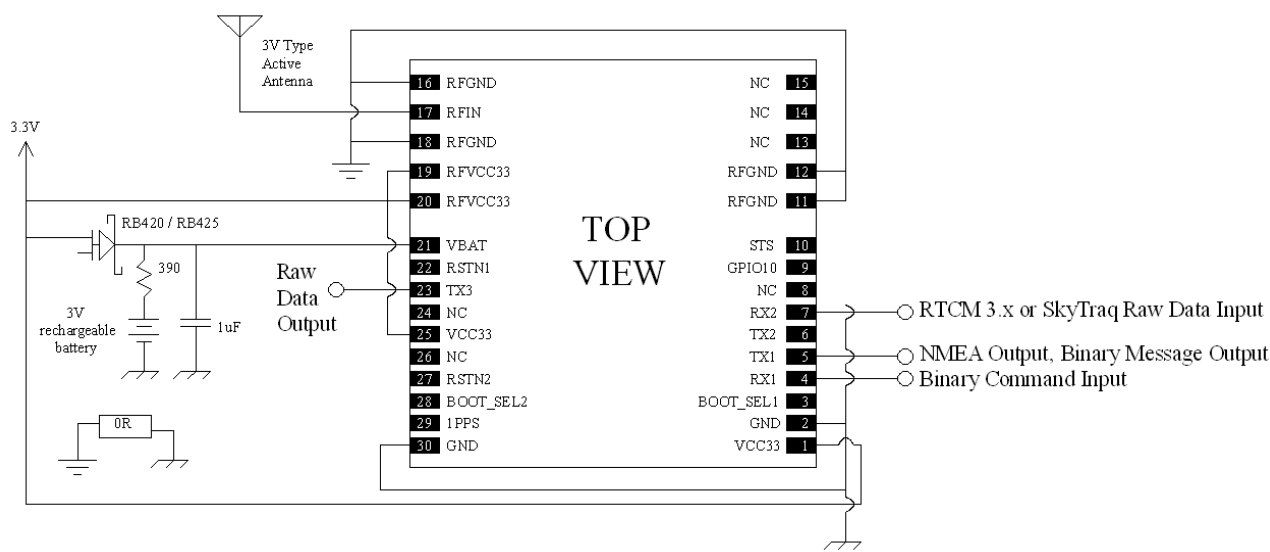 3V Type
Active
Antenna
3.3V
RB420 / RB425
390
3V
rechargeable
battery
1uF
0R
Raw
Data
Output
16 RFGND
17 RFIN
18 RFGND
19 RFVCC33
20 RFVCC33
21 VBAT
22 RSTN1
23 TX3
24 NC
25 VCC33
26 NC
27 RSTN2
28 BOOT_SEL2
29 1PPS
30 GND
TOP
VIEW
NC 15
NC 14
NC 13
RFGND 12
RFGND 11
STS 10
GPIO10 9
NC 8
RX2 7
TX2 6
TX1 5
RX1 4
BOOT_SEL1 3
GND 2
VCC33 1
RTCM 3.x or SkyTraq Raw Data Input
NMEA Output, Binary Message Output
Binary Command Input